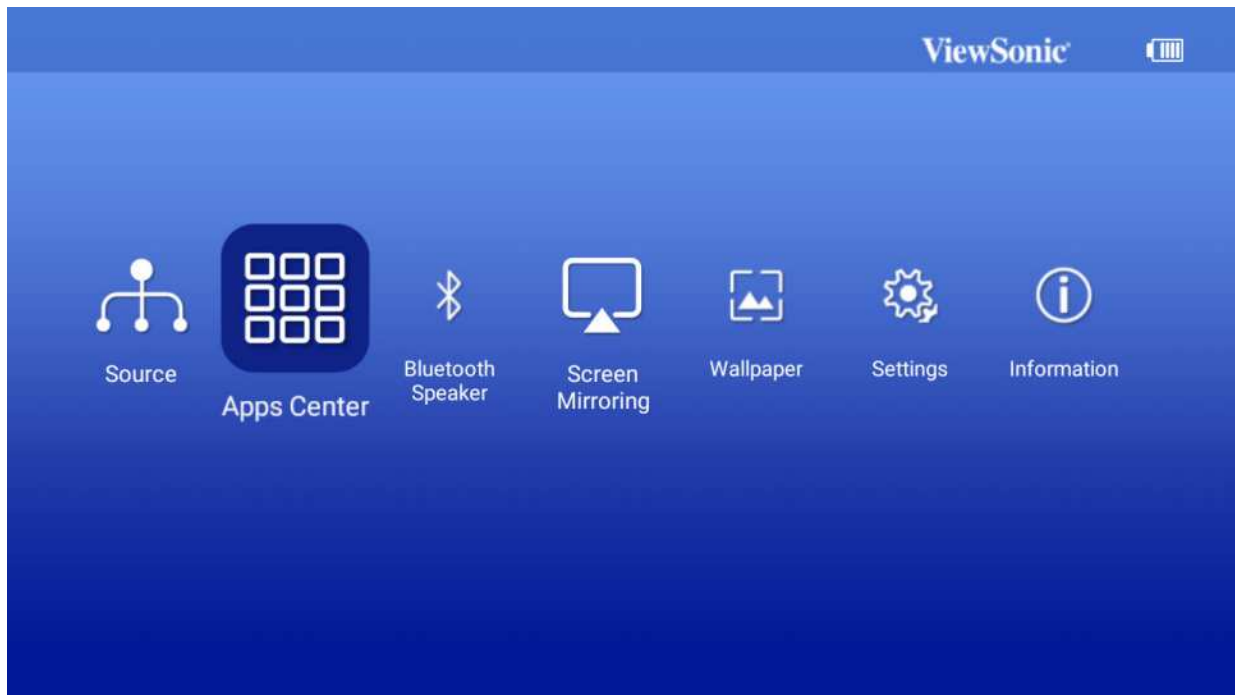 ViewSonic
Source
Apps Center
Bluetooth
Speaker
Screen
Mirroring
Wallpaper
Settings
Information